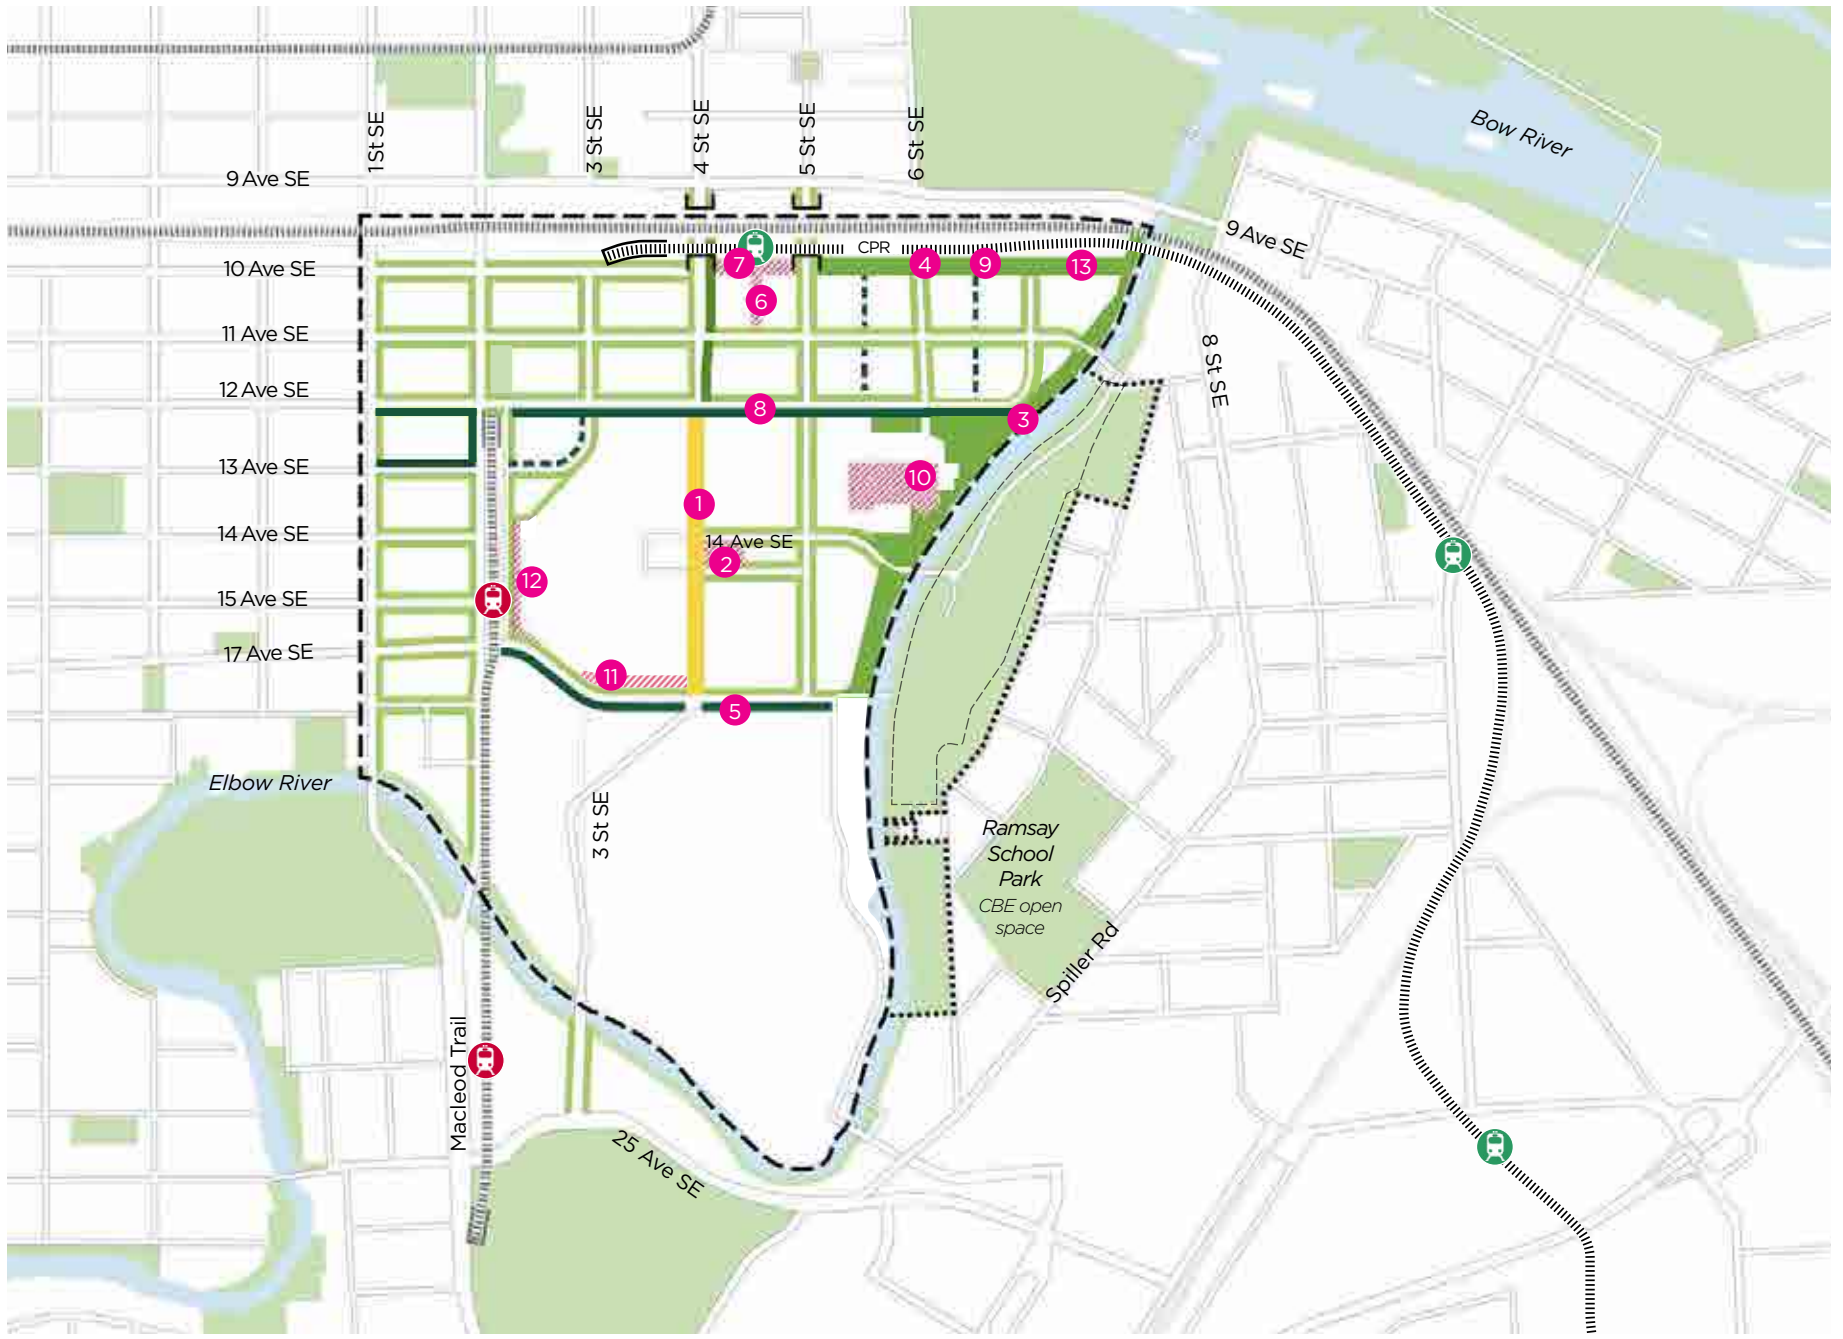 1 St SE
3 St SE
4 St SE
5 St SE
6 St SE
Bow River
9 Ave SE
9 Ave SE
CPR
10 Ave SE
7
4
9
13
6
11 Ave SE
8 St SE
12 Ave SE
8
3
13 Ave SE
10
1
14 Ave SE
14 Ave SE
2
12
15 Ave SE
17 Ave SE
11
5
Elbow River
3 St SE
Ramsay
School
Park
CBE open
space
Spiller Rd
Macleod Trail
25 Ave SE